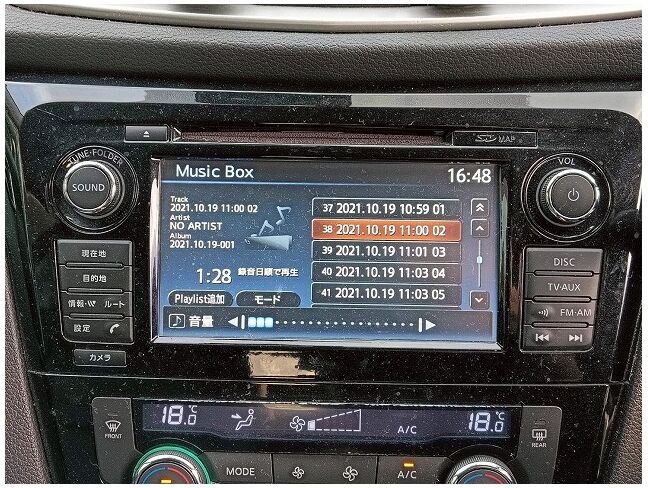 SD MAP
TUNE·FOLDER
SOUND
VOL
Music Box
16:48
Track
2021.10.19 11:00 02
Artist
NO ARTIST
Album
2021.10.19-001
1:28 録音日順で再生
Playlist追加
モード
37 2021.10.19 10:59 01
38 2021.10.19 11:00 02
39 2021.10.19 11:01 03
40 2021.10.19 11:03 04
41 2021.10.19 11:03 05
音量
現在地
目的地
情報・VV ルート
設定
カメラ
DISC
TV·AUX
FM·AM
18.0℃
A/C
18.0℃
FRONT
MODE
A/C
REAR